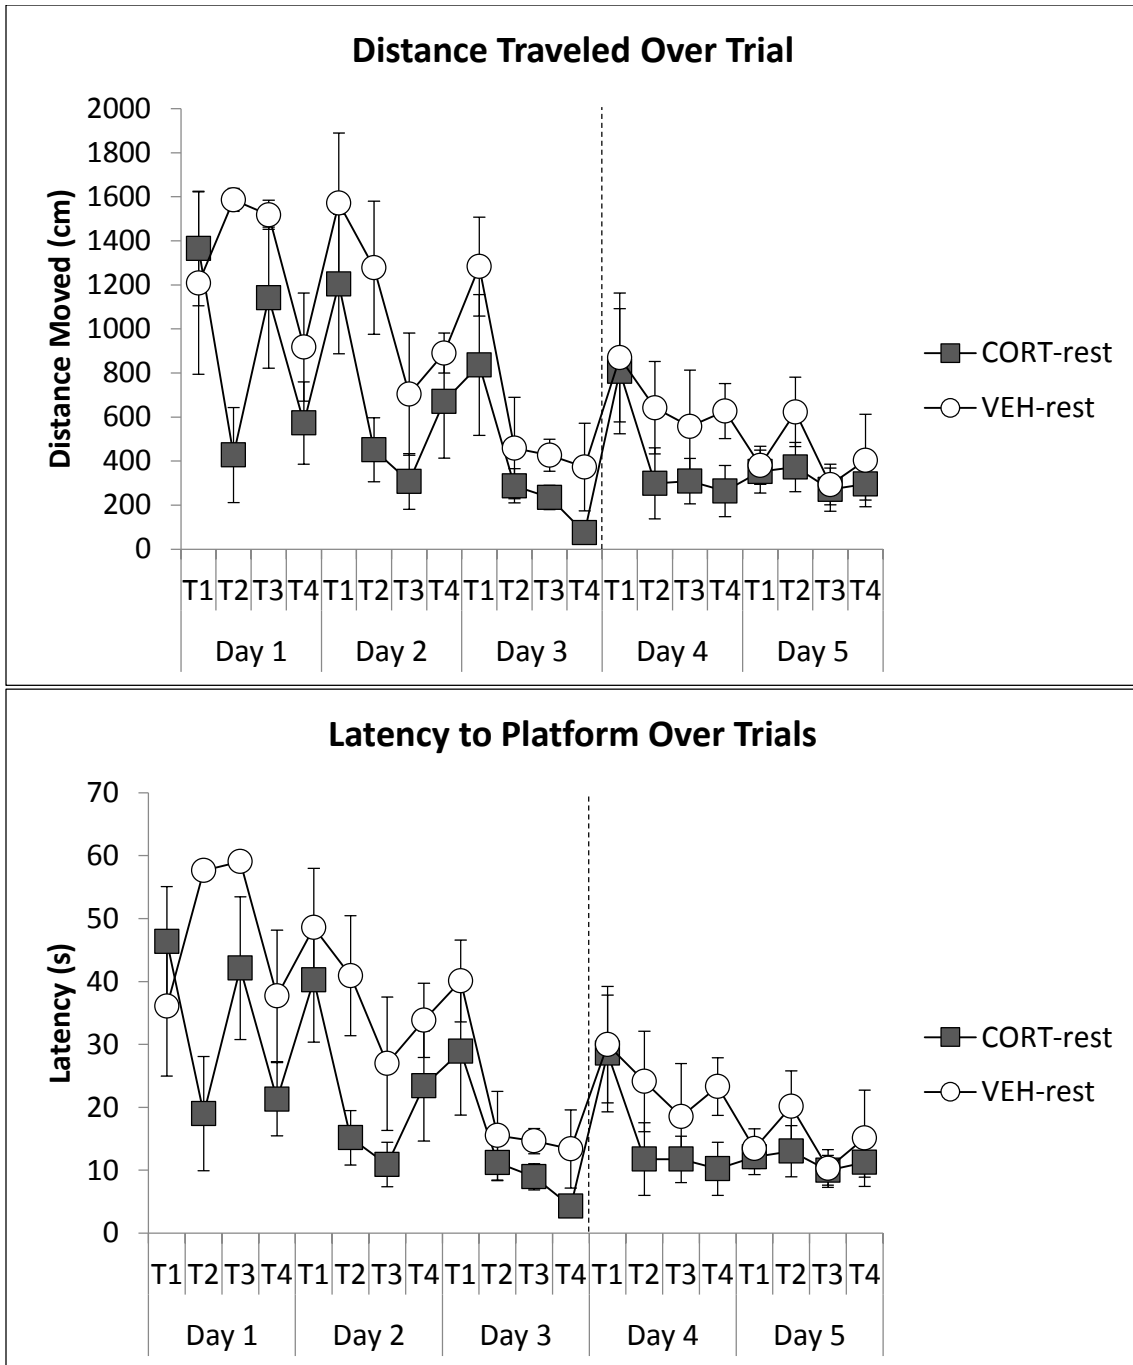 Distance Traveled Over Trial
2000
1800
1600
1400
1200
1000
800
600
400
200
0
Distance Moved (cm)
T1 T2 T3 T4 T1 T2 T3 T4 T1 T2 T3 T4 T1 T2 T3 T4 T1 T2 T3 T4
Day 1 Day 2 Day 3 Day 4 Day 5
CORT-rest
VEH-rest
Latency to Platform Over Trials
70
60
50
40
30
20
10
0
Latency (s)
T1 T2 T3 T4 T1 T2 T3 T4 T1 T2 T3 T4 T1 T2 T3 T4 T1 T2 T3 T4
Day 1 Day 2 Day 3 Day 4 Day 5
CORT-rest
VEH-rest